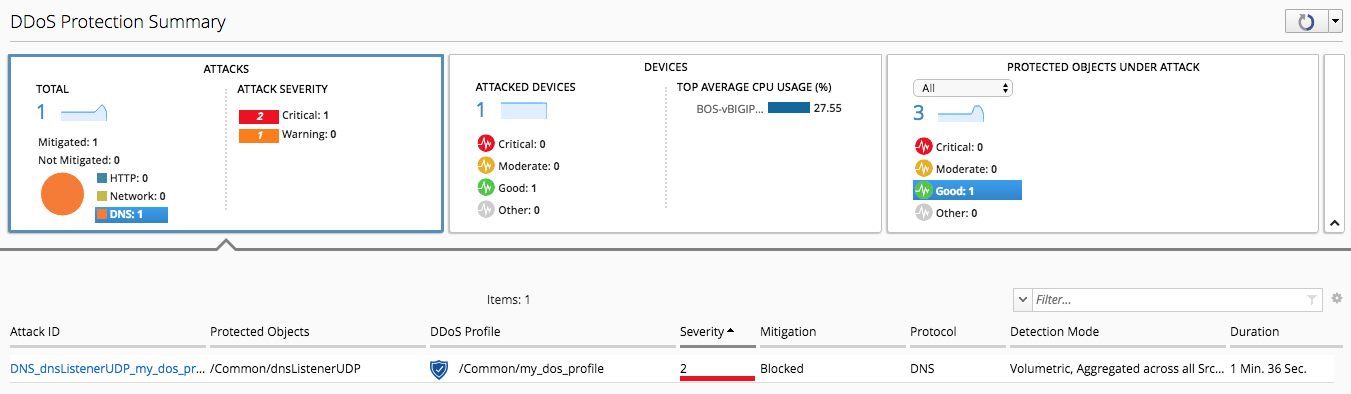 DDoS Protection Summary
ATTACKS
TOTAL
1
Mitigated: 1
Not Mitigated: 0
HTTP: 0
Network: 0
DNS: 1
ATTACK SEVERITY
2 Critical: 1
1 Warning: 0
DEVICES
ATTACKED DEVICES
1
Critical: 0
Moderate: 0
Good: 1
Other: 0
TOP AVERAGE CPU USAGE (%)
BOS-vBIGIP... 27.55
PROTECTED OBJECTS UNDER ATTACK
All
3
Critical: 0
Moderate: 0
Good: 1
Other: 0
Items: 1
Filter...
Attack ID Protected Objects DDoS Profile Severity Mitigation Protocol Detection Mode Duration
DNS_dnsListenerUDP_my_dos_pr... /Common/dnsListenerUDP /Common/my_dos_profile 2 Blocked DNS Volumetric, Aggregated across all Src... 1 Min. 36 Sec.